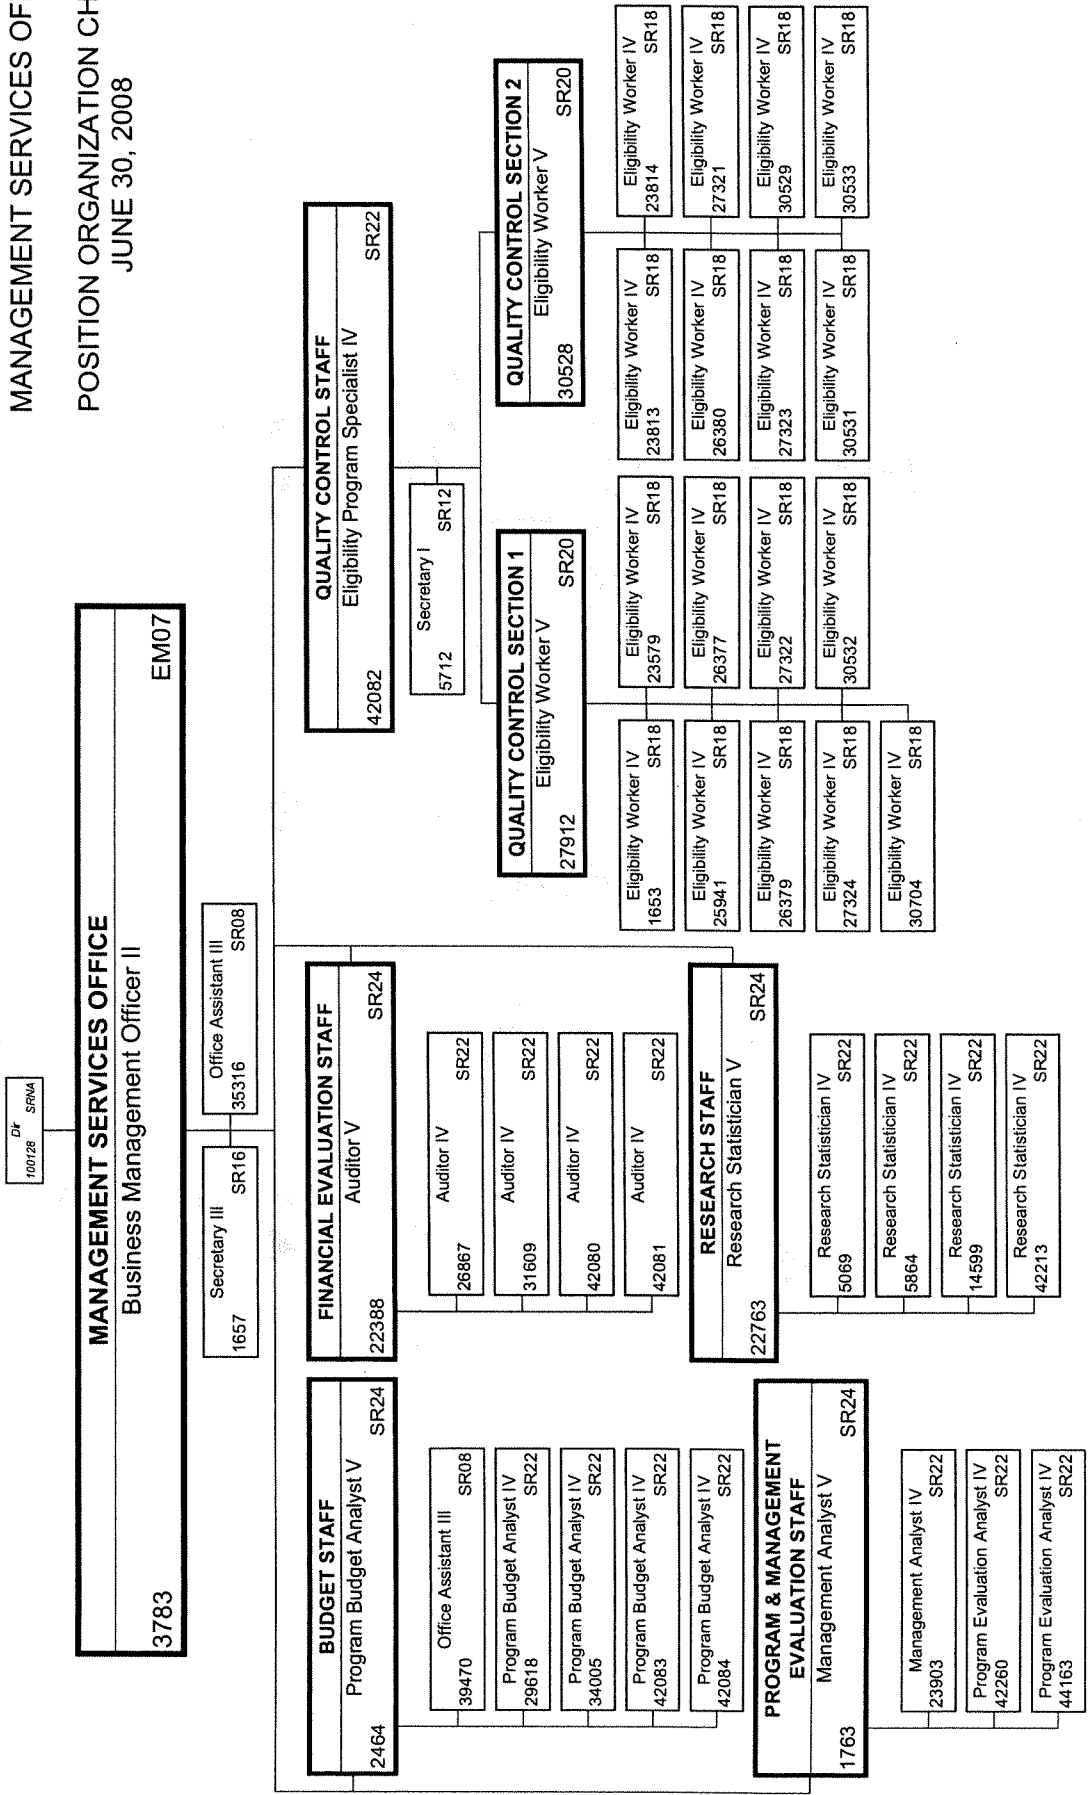 MANAGEMENT SERVICES OF
POSITION ORGANIZATION CH
JUNE 30, 2008
Dir
100128 SRNA
MANAGEMENT SERVICES OFFICE
Business Management Officer II
3783 EM07
Secretary III
1657 SR16
Office Assistant III
35316 SR08
BUDGET STAFF
Program Budget Analyst V
2464 SR24
Office Assistant III
39470 SR08
Program Budget Analyst IV
29618 SR22
Program Budget Analyst IV
34005 SR22
Program Budget Analyst IV
42083 SR22
Program Budget Analyst IV
42084 SR22
PROGRAM & MANAGEMENT
EVALUATION STAFF
Management Analyst V
1763 SR24
Management Analyst IV
23903 SR22
Program Evaluation Analyst IV
42260 SR22
Program Evaluation Analyst IV
44163 SR22
FINANCIAL EVALUATION STAFF
Auditor V
22388 SR24
Auditor IV
26867 SR22
Auditor IV
31609 SR22
Auditor IV
42080 SR22
Auditor IV
42081 SR22
RESEARCH STAFF
Research Statistician V
22763 SR24
Research Statistician IV
5069 SR22
Research Statistician IV
5864 SR22
Research Statistician IV
14599 SR22
Research Statistician IV
42213 SR22
QUALITY CONTROL STAFF
Eligibility Program Specialist IV
42082 SR22
Secretary I
5712 SR12
QUALITY CONTROL SECTION 1
Eligibility Worker V
27912 SR20
Eligibility Worker IV
1653 SR18
Eligibility Worker IV
23579 SR18
Eligibility Worker IV
25941 SR18
Eligibility Worker IV
26377 SR18
Eligibility Worker IV
26379 SR18
Eligibility Worker IV
27322 SR18
Eligibility Worker IV
27324 SR18
Eligibility Worker IV
30532 SR18
Eligibility Worker IV
30704 SR18
QUALITY CONTROL SECTION 2
Eligibility Worker V
30528 SR20
Eligibility Worker IV
23813 SR18
Eligibility Worker IV
23814 SR18
Eligibility Worker IV
26380 SR18
Eligibility Worker IV
27321 SR18
Eligibility Worker IV
27323 SR18
Eligibility Worker IV
30529 SR18
Eligibility Worker IV
30531 SR18
Eligibility Worker IV
30533 SR18